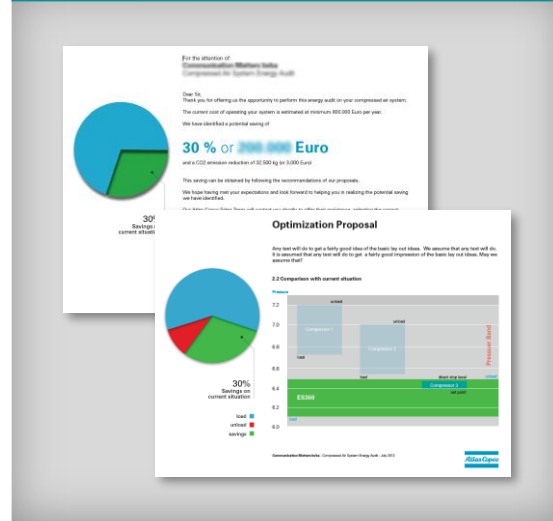 For the attention of:
Communication Matters India
Compressed Air System Energy Audit
Dear Sir,
Thank you for offering us the opportunity to perform this energy audit on your compressed air system.
The current cost of operating your system is estimated at minimum 800.000 Euro per year.
We have identified a potential saving of
30 % or Euro
and a CO2 emission reduction of 32.500 kg (or 3.000 Euro)
This saving can be obtained by following the recommendations of our proposals.
We hope having met your expectations and look forward to helping you in realizing the potential saving
we have identified.
30%
Savings
current situation
Optimization Proposal
Any text will do to get a fairly good idea of the basic lay out ideas. We assume that any text will do.
It is assumed that any text will do to get a fairly good impression of the basic lay out ideas. May we
assume that?
2.2 Comparison with current situation
Pressure
7.2
7.0
6.8
6.6
6.4
6.2
6.0
unload
Compressor 1
load
unload
Compressor 2
load
direct stop level
unload
Compressor 3
set point
ES360
load
Pressure Band
30%
Savings on
current situation
load
unload
savings
Communication Matters India - Compressed Air System Energy Audit - July 2013
Atlas Copco